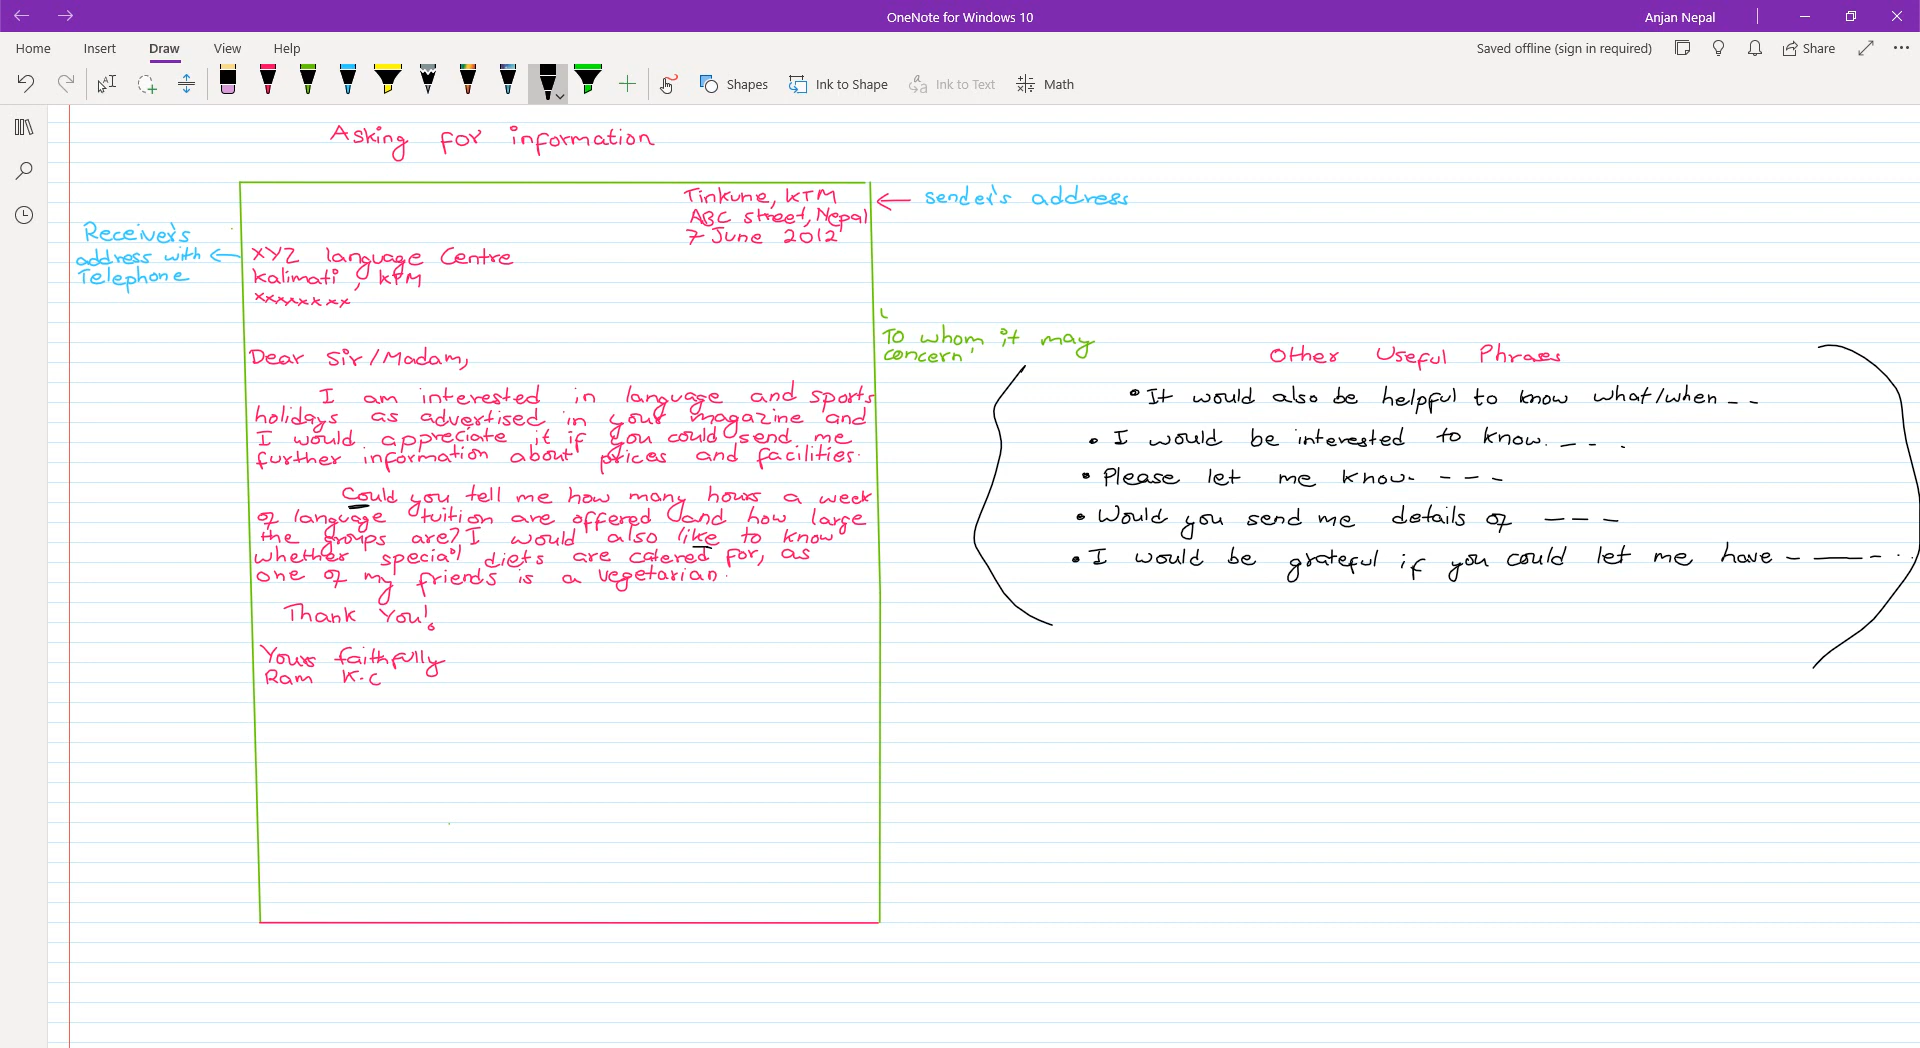 OneNote for Windows 10
Anjan Nepal
Home Insert Draw View Help
Saved offline (sign in required)
Share
Shapes
Ink to Shape
Ink to Text
Math
Asking for information
Tinkune, KTM
ABC street, Nepal
7 June 2012
sender's address
Receiver's
address with
Telephone
XYZ language Centre
Kalimati, KTM
xxxxxxxx
To whom it may
concern
Dear Sir/Madam,
I am interested in language and sports
holidays as advertised in your magazine and
I would appreciate it if you could send me
further information about prices and facilities.
Could you tell me how many hours a week
of language tuition are offered and how large
the groups are? I would also like to know
whether special diets are catered for, as
one of my friends is a vegetarian.
Thank You!
Yours faithfully
Ram K.C
Other Useful Phrases
• It would also be helpful to know what/when - -
• I would be interested to know. - - - .
• Please let me know. - - -
• Would you send me details of - - -
• I would be grateful if you could let me have - — - . .